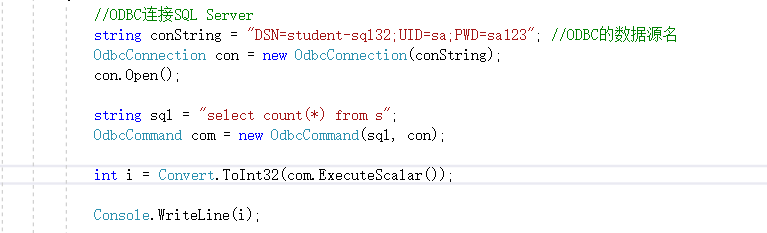 //ODBC连接SQL Server
string conString = "DSN=student-sql32;UID=sa;PWD=sa123"; //ODBC的数据源名
OdbcConnection con = new OdbcConnection(conString);
con.Open();
string sql = "select count(*) from s";
OdbcCommand com = new OdbcCommand(sql, con);
int i = Convert.ToInt32(com.ExecuteScalar());
Console.WriteLine(i);